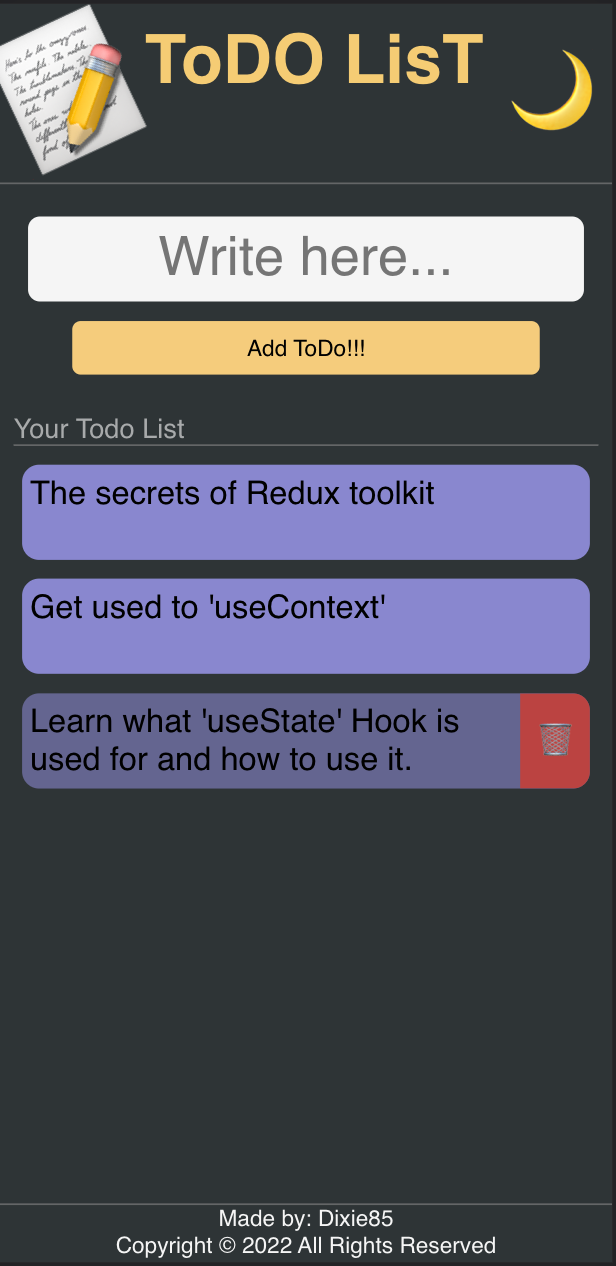 ToDO LisT
Write here...
Add ToDo!!!
Your Todo List
The secrets of Redux toolkit
Get used to 'useContext'
Learn what 'useState' Hook is
used for and how to use it.
Made by: Dixie85
Copyright © 2022 All Rights Reserved